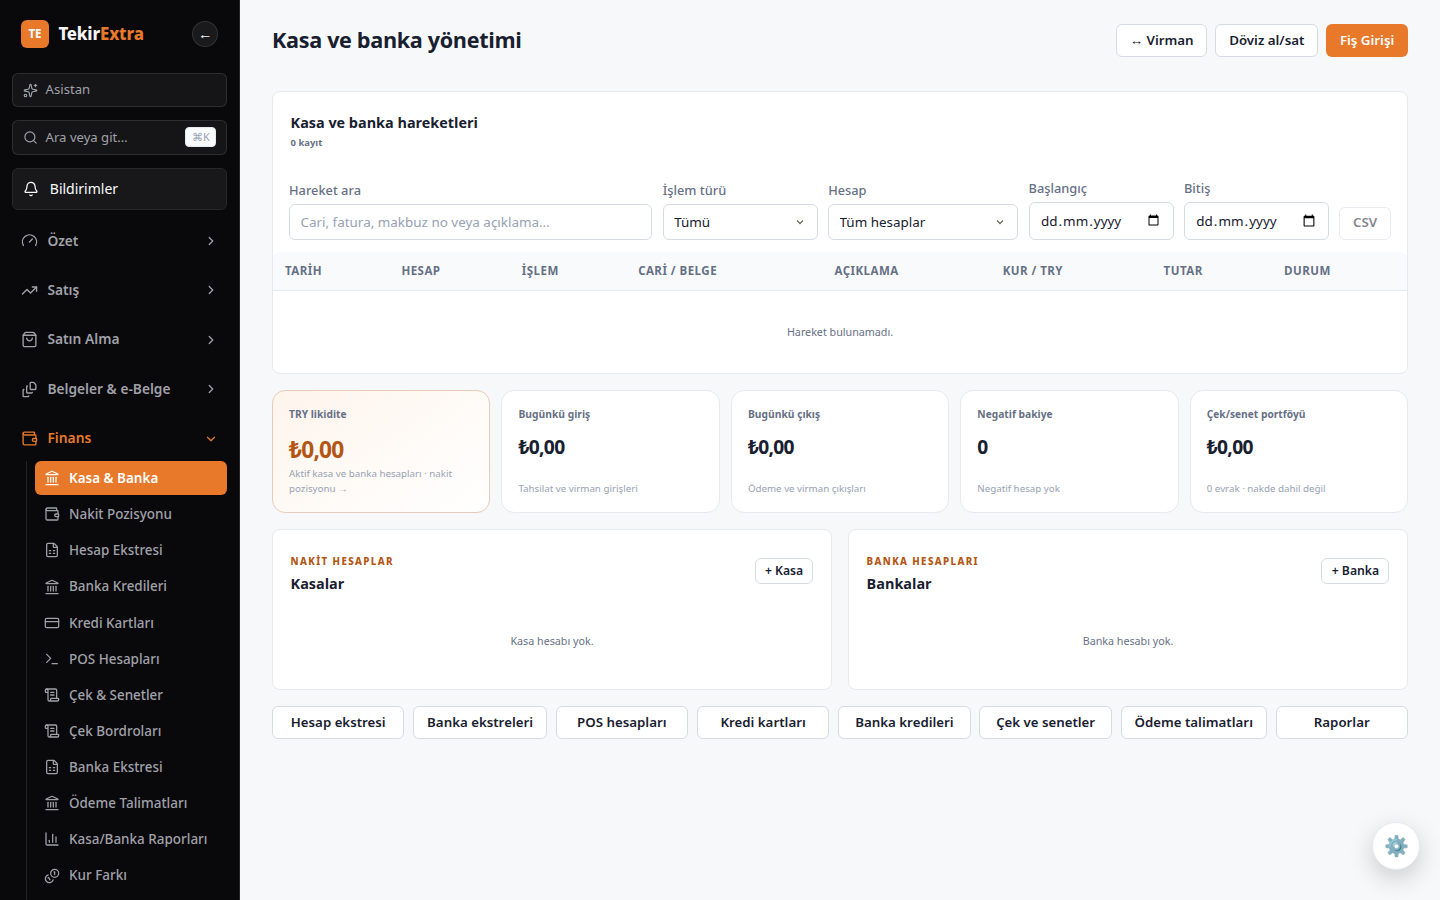 TE TekirExtra ←
Asistan
Ara veya git... ⌘K
Bildirimler
Özet
Satış
Satın Alma
Belgeler & e-Belge
Finans
Kasa & Banka
Nakit Pozisyonu
Hesap Ekstresi
Banka Kredileri
Kredi Kartları
POS Hesapları
Çek & Senetler
Çek Bordroları
Banka Ekstresi
Ödeme Talimatları
Kasa/Banka Raporları
Kur Farkı
Kasa ve banka yönetimi
↔ Virman
Döviz al/sat
Fiş Girişi
Kasa ve banka hareketleri
0 kayıt
Hareket ara
Cari, fatura, makbuz no veya açıklama...
İşlem türü
Tümü
Hesap
Tüm hesaplar
Başlangıç
dd.mm.yyyy
Bitiş
dd.mm.yyyy
CSV
TARİH HESAP İŞLEM CARİ / BELGE AÇIKLAMA KUR / TRY TUTAR DURUM
Hareket bulunamadı.
TRY likidite
₺0,00
Aktif kasa ve banka hesapları · nakit
pozisyonu →
Bugünkü giriş
₺0,00
Tahsilat ve virman girişleri
Bugünkü çıkış
₺0,00
Ödeme ve virman çıkışları
Negatif bakiye
0
Negatif hesap yok
Çek/senet portföyü
₺0,00
0 evrak · nakde dahil değil
NAKİT HESAPLAR
Kasalar
+ Kasa
Kasa hesabı yok.
BANKA HESAPLARI
Bankalar
+ Banka
Banka hesabı yok.
Hesap ekstresi
Banka ekstreleri
POS hesapları
Kredi kartları
Banka kredileri
Çek ve senetler
Ödeme talimatları
Raporlar